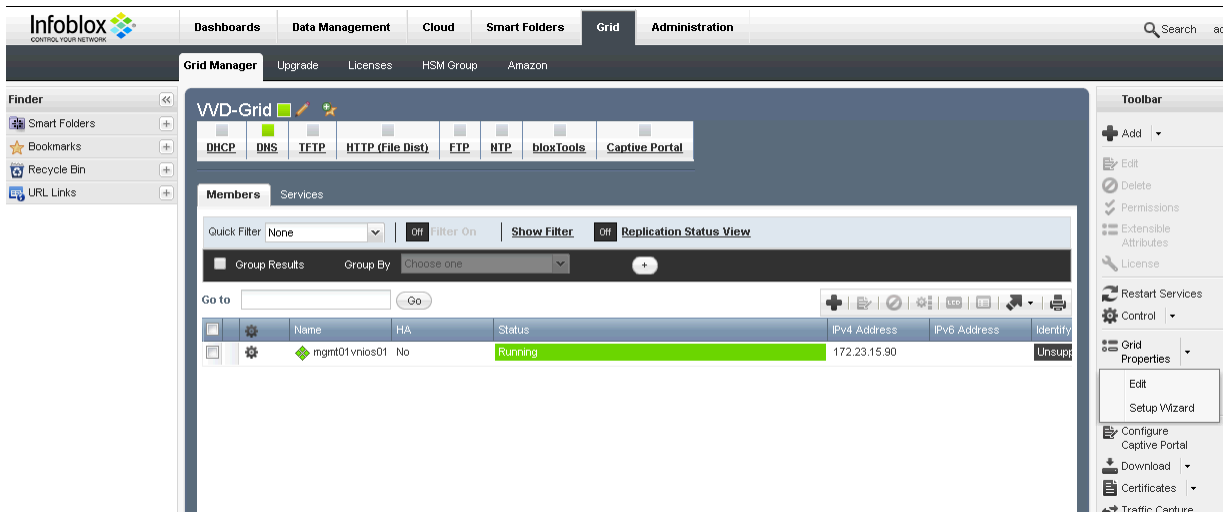 Infoblox
CONTROL YOUR NETWORK
Dashboards Data Management Cloud Smart Folders Grid Administration
Search
Grid Manager Upgrade Licenses HSM Group Amazon
Finder
Smart Folders
Bookmarks
Recycle Bin
URL Links
VVD-Grid
DHCP DNS TFTP HTTP (File Dist) FTP NTP bloxTools Captive Portal
Members Services
Quick Filter None Off Filter On Show Filter Off Replication Status View
Group Results Group By Choose one +
Go to Go
Name HA Status IPv4 Address IPv6 Address Identify
mgmt01vnios01 No Running 172.23.15.90 Unsupp
Toolbar
Add
Edit
Delete
Permissions
Extensible
Attributes
License
Restart Services
Control
Grid
Properties
Edit
Setup Wizard
Configure
Captive Portal
Download
Certificates
Traffic Capture